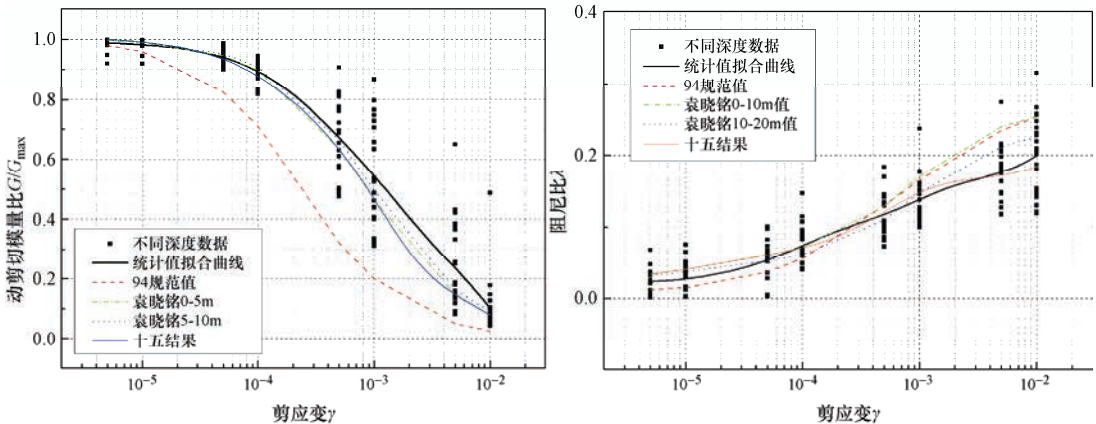 动剪切模量比G/Gmax
1.0
0.8
0.6
0.4
0.2
0.0
不同深度数据
统计值拟合曲线
94规范值
袁晓铭0-5m
袁晓铭5-10m
十五结果
10-5
10-4
10-3
10-2
剪应变γ
阻尼比λ
0.4
0.2
0.0
不同深度数据
统计值拟合曲线
94规范值
袁晓铭0-10m值
袁晓铭10-20m值
十五结果
10-5
10-4
10-3
10-2
剪应变γ